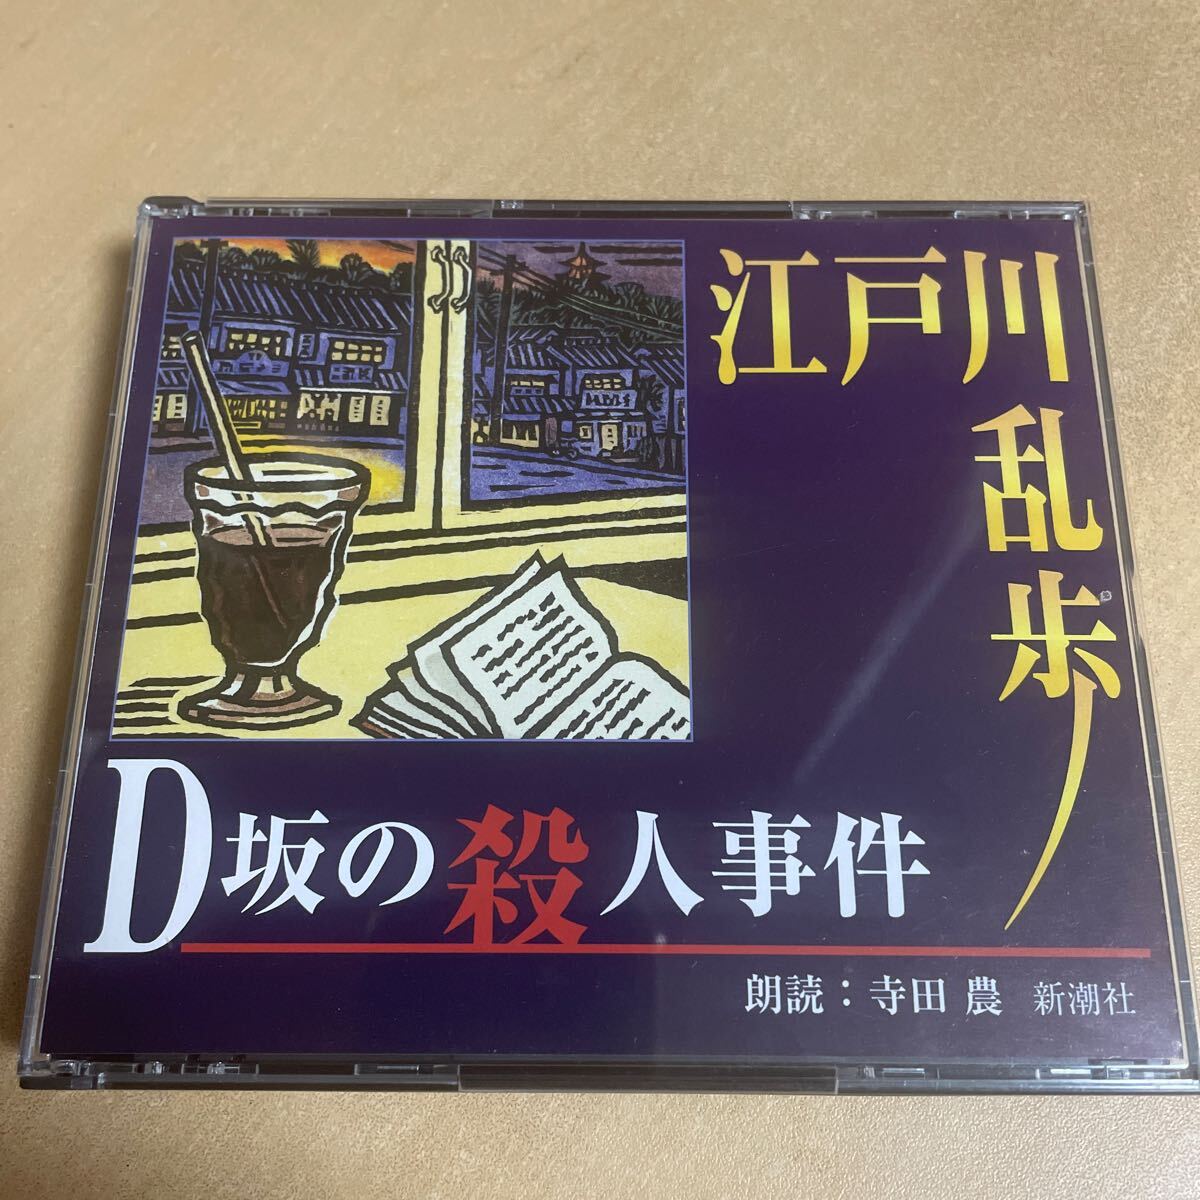 江戸川
乱歩
D坂の殺人事件
朗読：寺田 農 新潮社